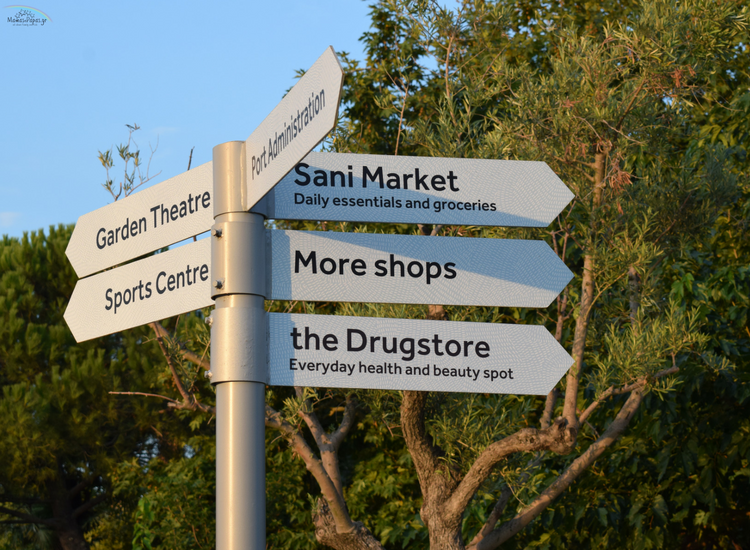 Port Administration
Garden Theatre
Sports Centre
Sani Market
Daily essentials and groceries
More shops
the Drugstore
Everyday health and beauty spot